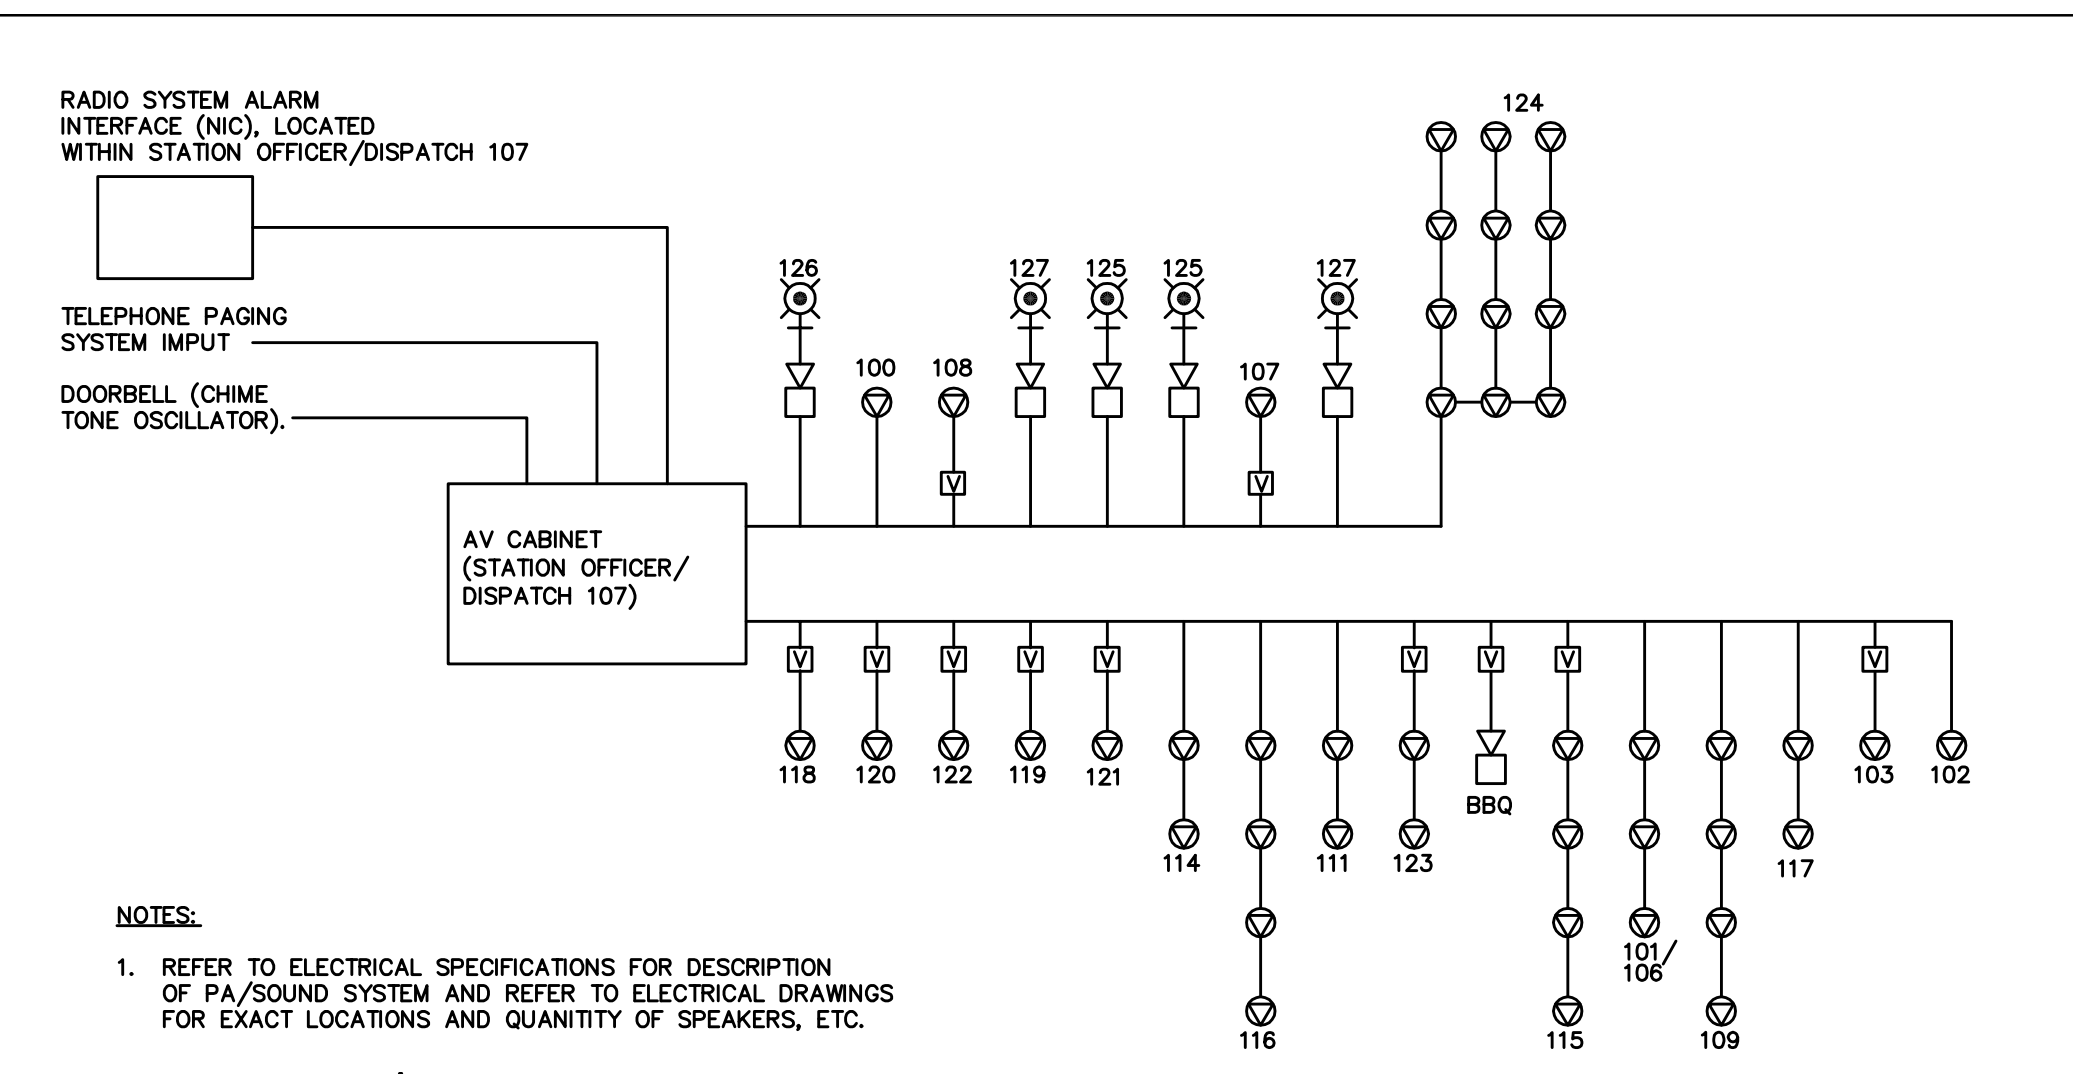 RADIO SYSTEM ALARM
INTERFACE (NIC), LOCATED
WITHIN STATION OFFICER/DISPATCH 107
TELEPHONE PAGING
SYSTEM IMPUT
DOORBELL (CHIME
TONE OSCILLATOR).
AV CABINET
(STATION OFFICER/
DISPATCH 107)
124
126
127
125
125
127
100
108
107
V
V
V
V
V
V
V
V
V
V
V
118
120
122
119
121
103
102
BBQ
114
111
123
117
101/
106
116
115
109
NOTES:
1. REFER TO ELECTRICAL SPECIFICATIONS FOR DESCRIPTION
OF PA/SOUND SYSTEM AND REFER TO ELECTRICAL DRAWINGS
FOR EXACT LOCATIONS AND QUANITITY OF SPEAKERS, ETC.